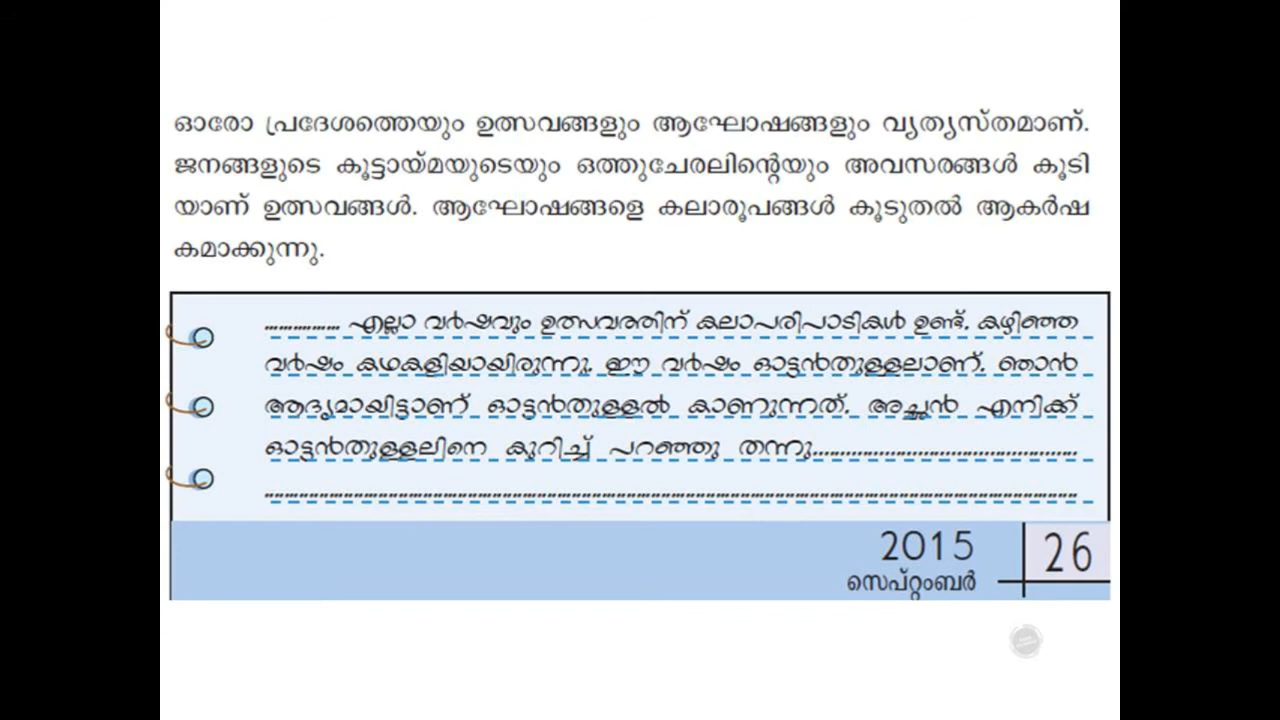 ഓരോ പ്രദേശത്തെയും ഉത്സവങ്ങളും ആഘോഷങ്ങളും വ്യത്യസ്തമാണ്.
ജനങ്ങളുടെ കൂട്ടായ്മയുടെയും ഒത്തുചേരലിന്റെയും അവസരങ്ങൾ കൂടി
യാണ് ഉത്സവങ്ങൾ. ആഘോഷങ്ങളെ കലാരൂപങ്ങൾ കൂടുതൽ ആകർഷ
കമാക്കുന്നു.
................ എല്ലാ വർഷവും ഉത്സവത്തിന് കലാപരിപാടികൾ ഉണ്ട്. കഴിഞ്ഞ
വർഷം കഥകളിയായിരുന്നു. ഈ വർഷം ഓട്ടൻതുള്ളലാണ്. ഞാൻ
ആദ്യമായിട്ടാണ് ഓട്ടൻതുള്ളൽ കാണുന്നത്. അച്ഛൻ എനിക്ക്
ഓട്ടൻതുള്ളലിനെ കുറിച്ച് പറഞ്ഞു തന്നു................................................
2015
സെപ്റ്റംബർ
26